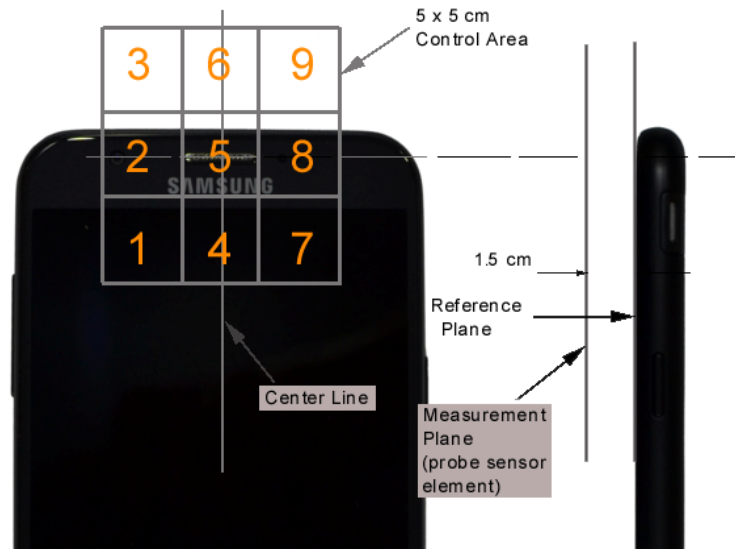 5 x 5 cm
Control Area
3 6 9
2 5 8
SAMSUNG
1 4 7
1.5 cm
Reference
Plane
Center Line
Measurement
Plane
(probe sensor
element)